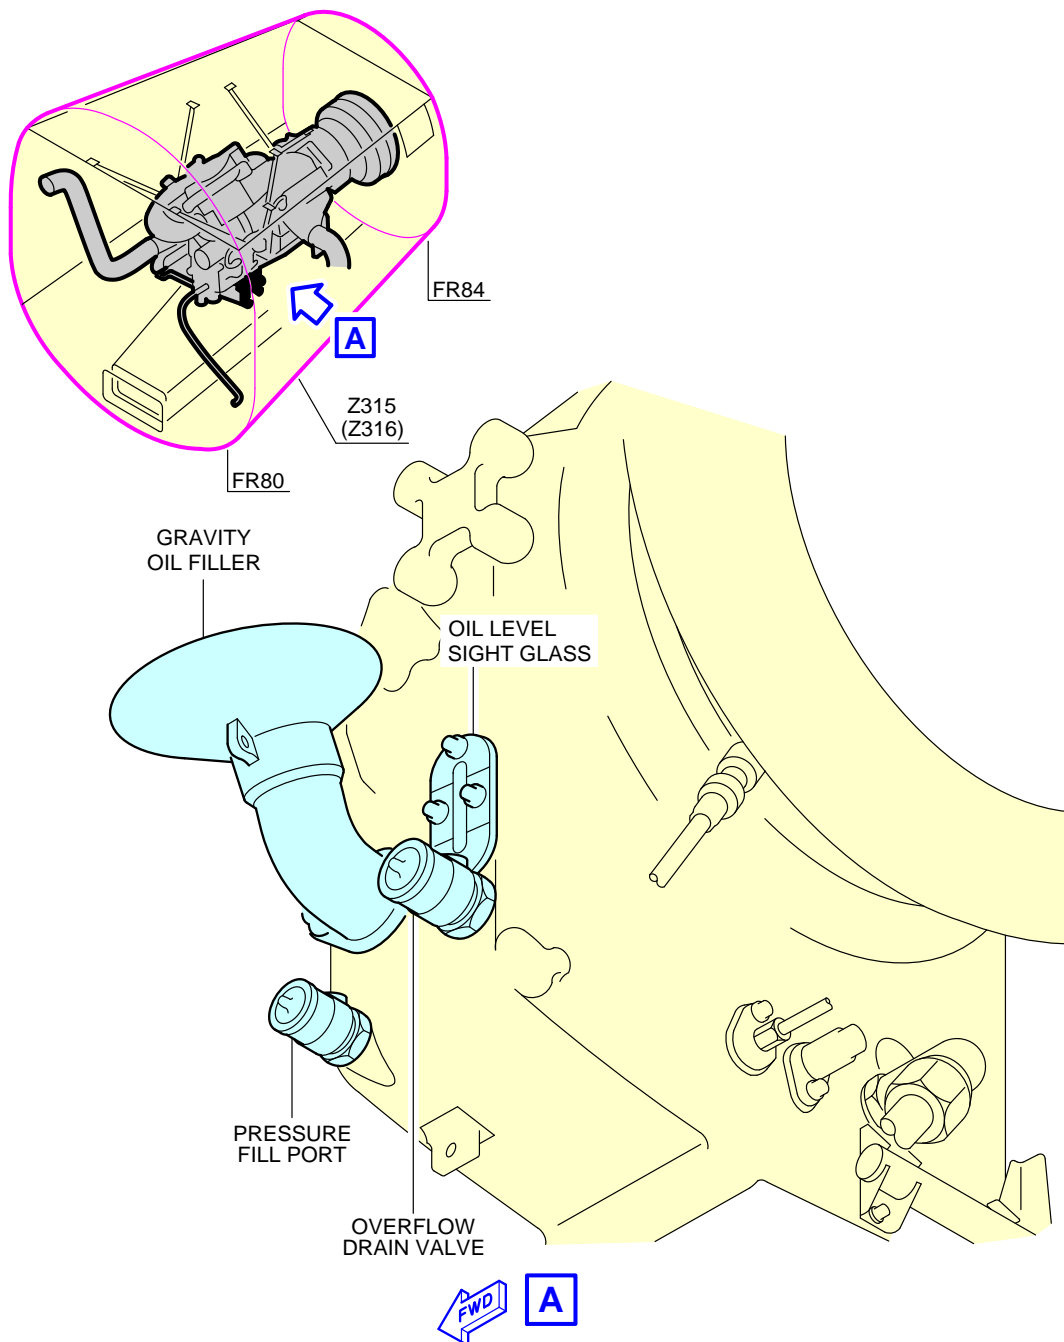 FR84
A
Z315
(Z316)
FR80
GRAVITY
OIL FILLER
OIL LEVEL
SIGHT GLASS
PRESSURE
FILL PORT
OVERFLOW
DRAIN VALVE
FWD
A